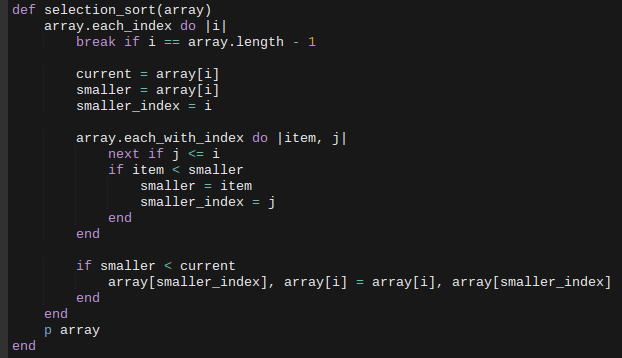 def selection_sort(array)
    array.each_index do |i|
        break if i == array.length - 1

        current = array[i]
        smaller = array[i]
        smaller_index = i

        array.each_with_index do |item, j|
            next if j <= i
            if item < smaller
                smaller = item
                smaller_index = j
            end
        end

        if smaller < current
            array[smaller_index], array[i] = array[i], array[smaller_index]
        end
    end
    p array
end